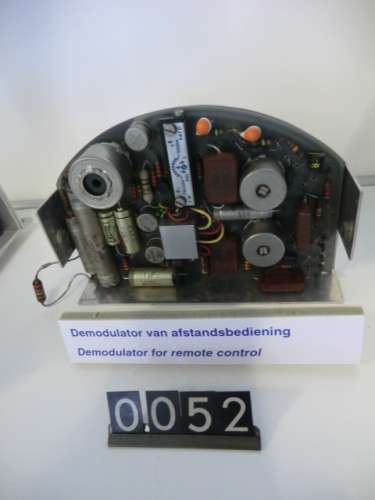 Demodulator van afstandsbediening
Demodulator for remote control
0052